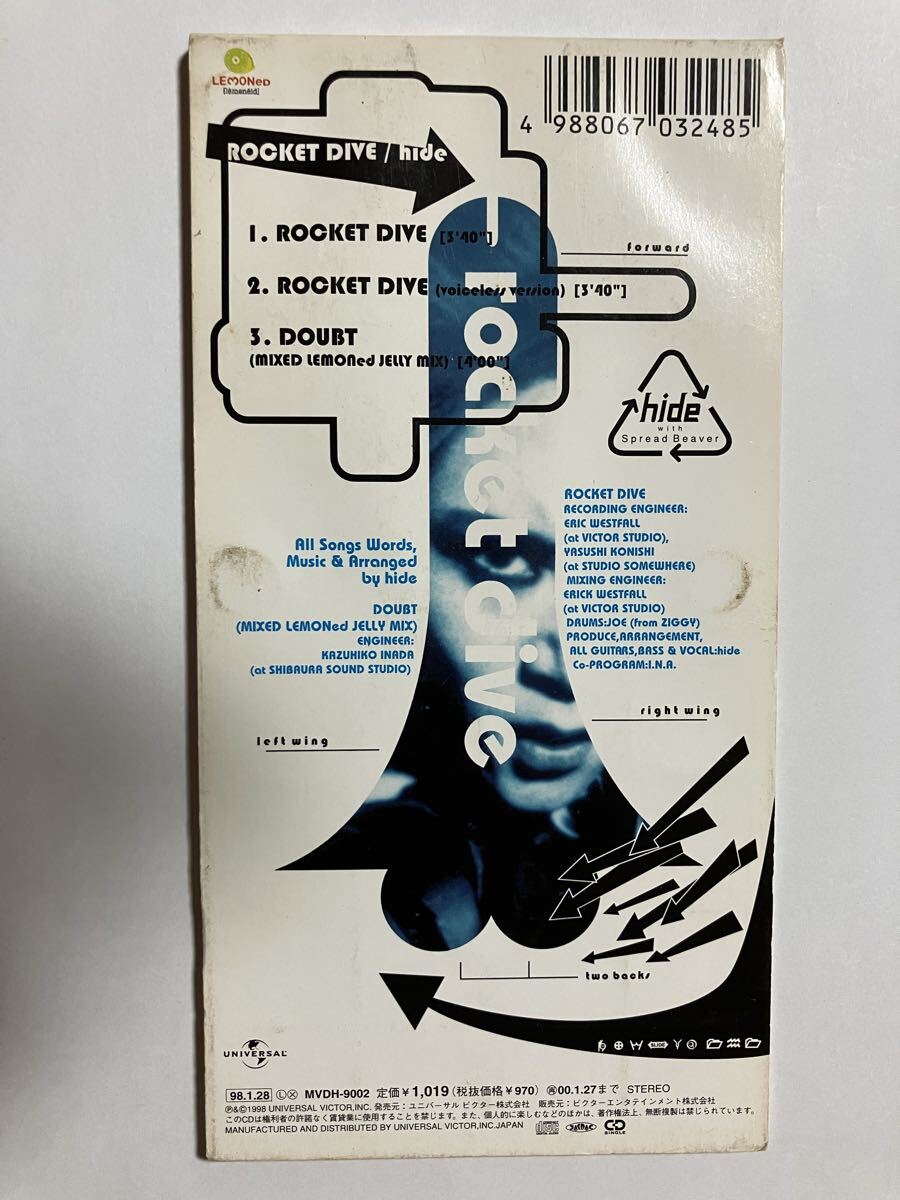 LEMONeD
[lémənéid]
4 988067 032485
ROCKET DIVE / hide
1. ROCKET DIVE [3'40"]
forward
2. ROCKET DIVE (voiceless version) [3'40"]
3. DOUBT
(MIXED LEMONed JELLY MIX) [4'00"]
rocket dive
hide
with
Spread Beaver
All Songs Words,
Music & Arranged
by hide
DOUBT
(MIXED LEMONed JELLY MIX)
ENGINEER:
KAZUHIKO INADA
(at SHIBAURA SOUND STUDIO)
ROCKET DIVE
RECORDING ENGINEER:
ERIC WESTFALL
(at VICTOR STUDIO),
YASUSHI KONISHI
(at STUDIO SOMEWHERE)
MIXING ENGINEER:
ERICK WESTFALL
(at VICTOR STUDIO)
DRUMS:JOE (from ZIGGY)
PRODUCE,ARRANGEMENT,
ALL GUITARS,BASS & VOCAL:hide
Co-PROGRAM:I.N.A.
left wing
right wing
two backs
UNIVERSAL
98.1.28 Ⓛ Ⓧ MVDH-9002 定価¥1,019(税抜価格¥970) ㊢00.1.27まで STEREO
℗&©1998 UNIVERSAL VICTOR,INC. 発売元:ユニバーサル ビクター株式会社 販売元:ビクターエンタテインメント株式会社
このCDは権利者の許諾なく賃貸業に使用することを禁じます。また、個人的に楽しむなどのほかは、著作権法上、無断複製は禁じられています。
MANUFACTURED AND DISTRIBUTED BY UNIVERSAL VICTOR,INC.JAPAN
COMPACT disc DIGITAL AUDIO
CD SINGLE